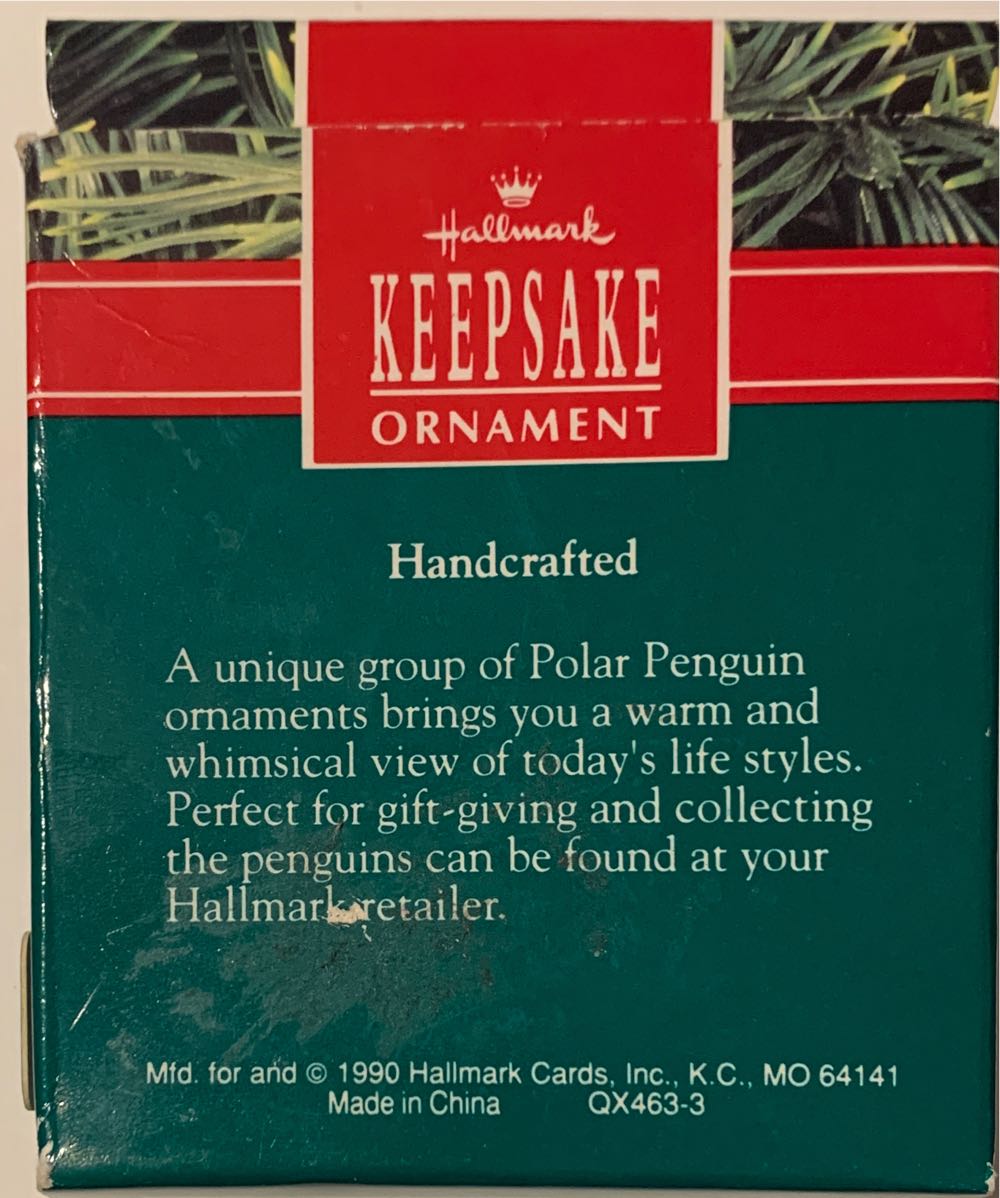 Hallmark
KEEPSAKE
ORNAMENT
Handcrafted
A unique group of Polar Penguin
ornaments brings you a warm and
whimsical view of today's life styles.
Perfect for gift-giving and collecting
the penguins can be found at your
Hallmark retailer.
Mfd. for and © 1990 Hallmark Cards, Inc., K.C., MO 64141
Made in China QX463-3